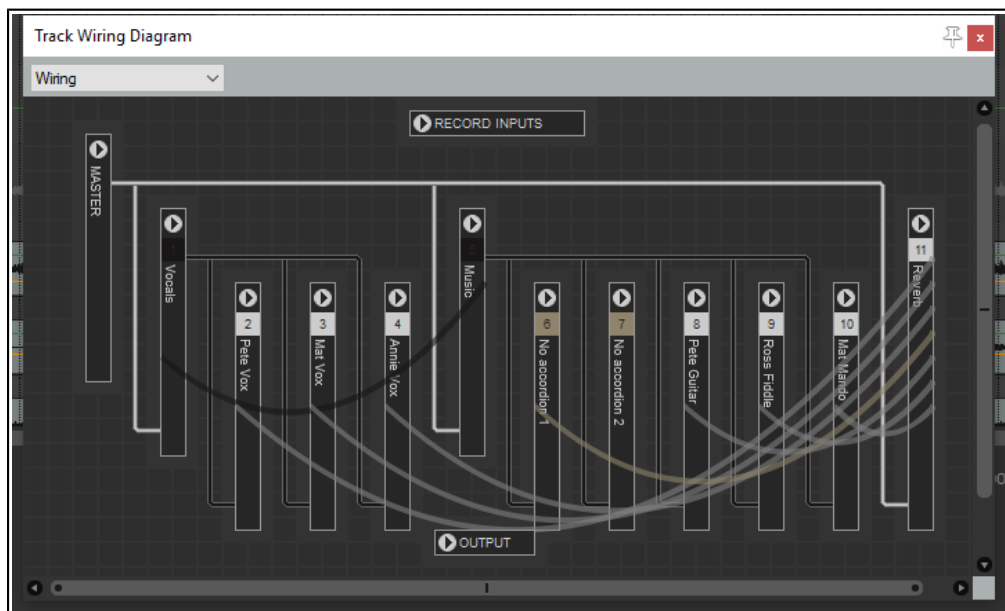 Track Wiring Diagram
x
Wiring
RECORD INPUTS
MASTER
1
Vocals
5
Music
11
Reverb
2
Pete Vox
3
Mat Vox
4
Annie Vox
6
No accordion 1
7
No accordion 2
8
Pete Guitar
9
Ross Fiddle
10
Mat Mando
OUTPUT